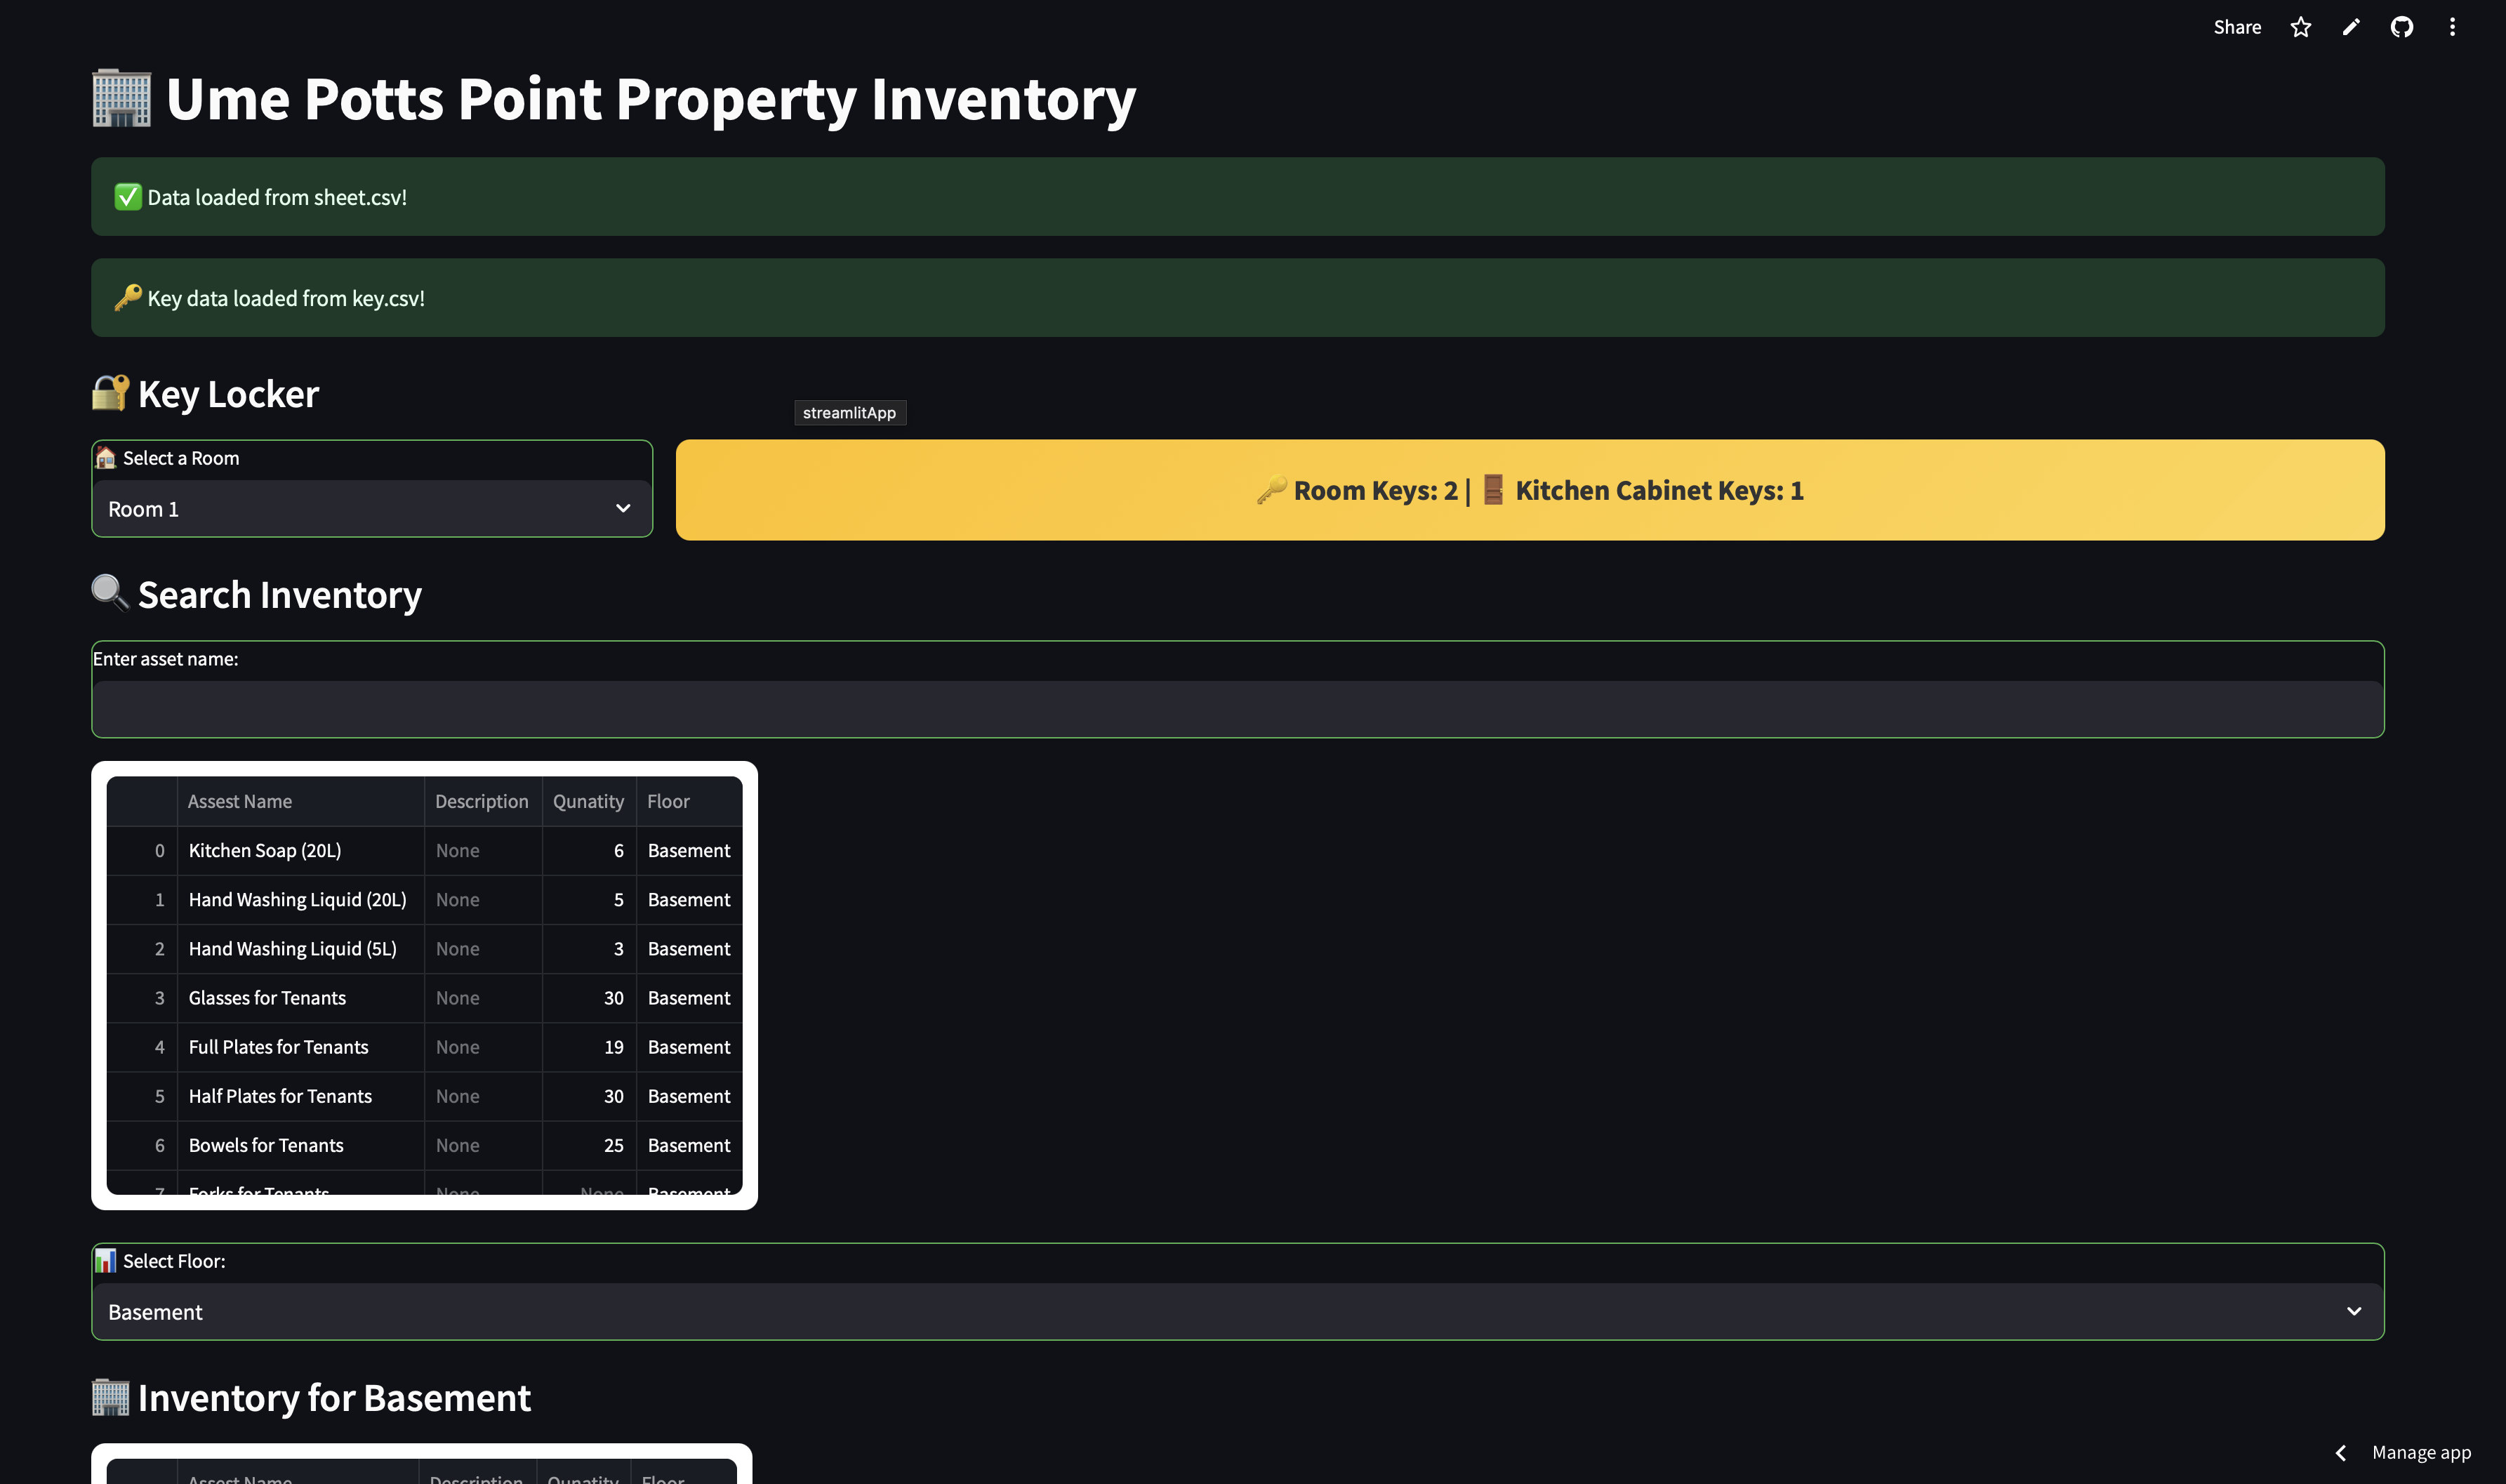 Share
Ume Potts Point Property Inventory
Data loaded from sheet.csv!
Key data loaded from key.csv!
Key Locker
streamlitApp
Select a Room
Room 1
Room Keys: 2 | Kitchen Cabinet Keys: 1
Search Inventory
Enter asset name:
Assest Name Description Qunatity Floor
0 Kitchen Soap (20L) None 6 Basement
1 Hand Washing Liquid (20L) None 5 Basement
2 Hand Washing Liquid (5L) None 3 Basement
3 Glasses for Tenants None 30 Basement
4 Full Plates for Tenants None 19 Basement
5 Half Plates for Tenants None 30 Basement
6 Bowels for Tenants None 25 Basement
7 Forks for Tenants None None Basement
Select Floor:
Basement
Inventory for Basement
Assest Name Description Qunatity Floor
Manage app